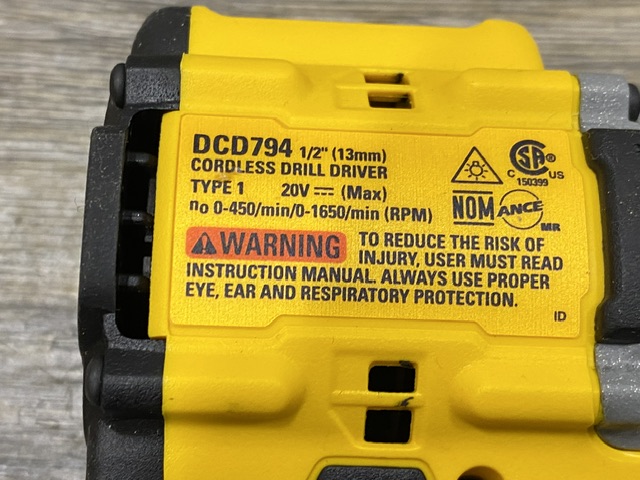 DCD794 1/2" (13mm)
CORDLESS DRILL DRIVER
TYPE 1 20V ⎓ (Max)
no 0-450/min/0-1650/min (RPM)
CSA
C 150399 US
NOM
ANCE
MR
WARNING TO REDUCE THE RISK OF
INJURY, USER MUST READ
INSTRUCTION MANUAL. ALWAYS USE PROPER
EYE, EAR AND RESPIRATORY PROTECTION.
ID